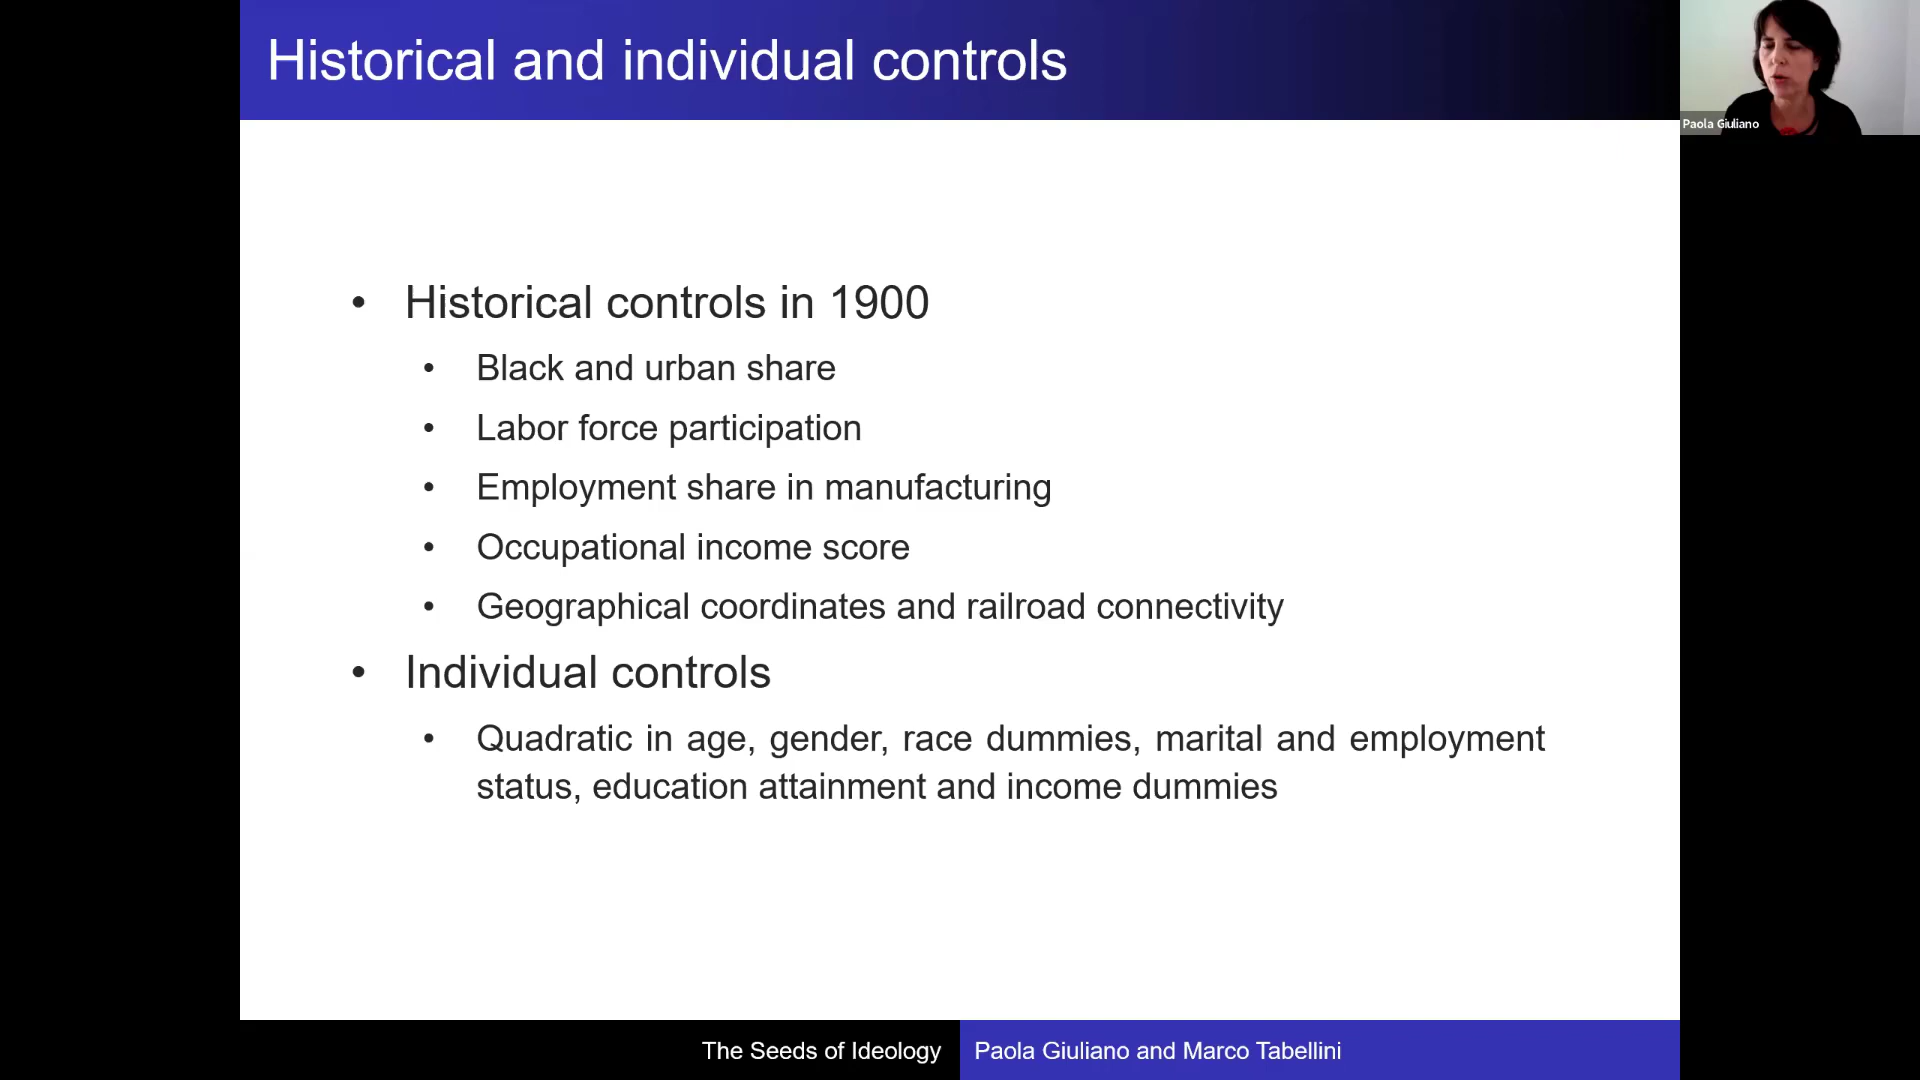 Historical and individual controls
Paola Giuliano
• Historical controls in 1900
• Black and urban share
• Labor force participation
• Employment share in manufacturing
• Occupational income score
• Geographical coordinates and railroad connectivity
• Individual controls
• Quadratic in age, gender, race dummies, marital and employment
status, education attainment and income dummies
The Seeds of Ideology
Paola Giuliano and Marco Tabellini